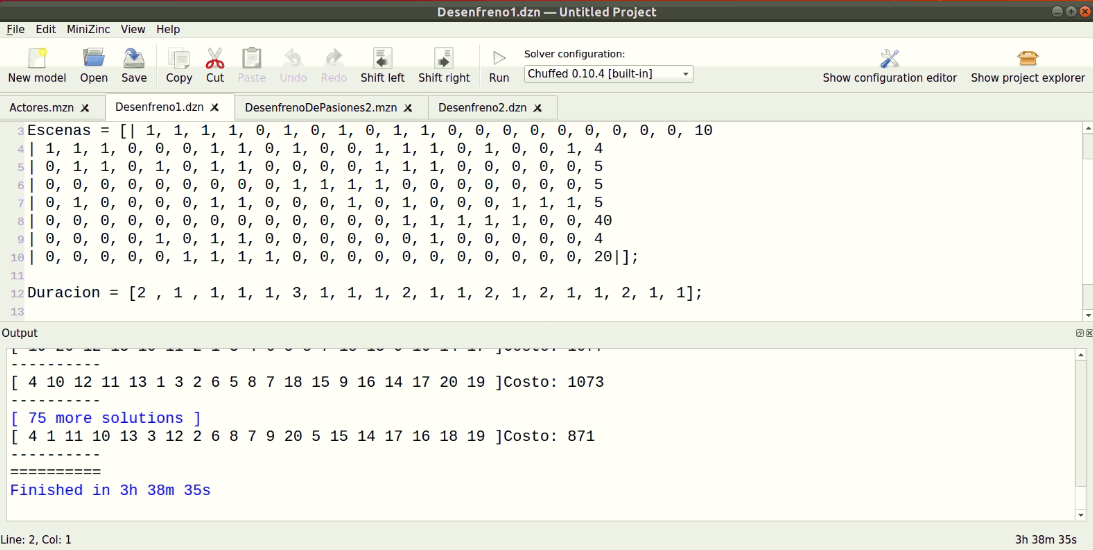 Desenfreno1.dzn — Untitled Project
File Edit MiniZinc View Help
New model Open Save Copy Cut Paste Undo Redo Shift left Shift right Run Solver configuration: Chuffed 0.10.4 [built-in] Show configuration editor Show project explorer
Actores.mzn Desenfreno1.dzn DesenfrenoDePasiones2.mzn Desenfreno2.dzn
3 Escenas = [| 1, 1, 1, 1, 0, 1, 0, 1, 0, 1, 1, 0, 0, 0, 0, 0, 0, 0, 0, 0, 10
4 | 1, 1, 1, 0, 0, 0, 1, 1, 0, 1, 0, 0, 1, 1, 1, 0, 1, 0, 0, 1, 4
5 | 0, 1, 1, 0, 1, 0, 1, 1, 0, 0, 0, 0, 1, 1, 1, 0, 0, 0, 0, 0, 5
6 | 0, 0, 0, 0, 0, 0, 0, 0, 0, 1, 1, 1, 1, 0, 0, 0, 0, 0, 0, 0, 5
7 | 0, 1, 0, 0, 0, 0, 1, 1, 0, 0, 0, 1, 0, 1, 0, 0, 0, 1, 1, 1, 5
8 | 0, 0, 0, 0, 0, 0, 0, 0, 0, 0, 0, 0, 0, 1, 1, 1, 1, 1, 0, 0, 40
9 | 0, 0, 0, 0, 1, 0, 1, 1, 0, 0, 0, 0, 0, 0, 1, 0, 0, 0, 0, 0, 4
10 | 0, 0, 0, 0, 0, 1, 1, 1, 1, 0, 0, 0, 0, 0, 0, 0, 0, 0, 0, 0, 20|];
11
12 Duracion = [2 , 1 , 1, 1, 1, 3, 1, 1, 1, 2, 1, 1, 2, 1, 2, 1, 1, 2, 1, 1];
13
Output
----------
[ 4 10 12 11 13 1 3 2 6 5 8 7 18 15 9 16 14 17 20 19 ]Costo: 1073
----------
[ 75 more solutions ]
[ 4 1 11 10 13 3 12 2 6 8 7 9 20 5 15 14 17 16 18 19 ]Costo: 871
----------
==========
Finished in 3h 38m 35s
Line: 2, Col: 1 3h 38m 35s